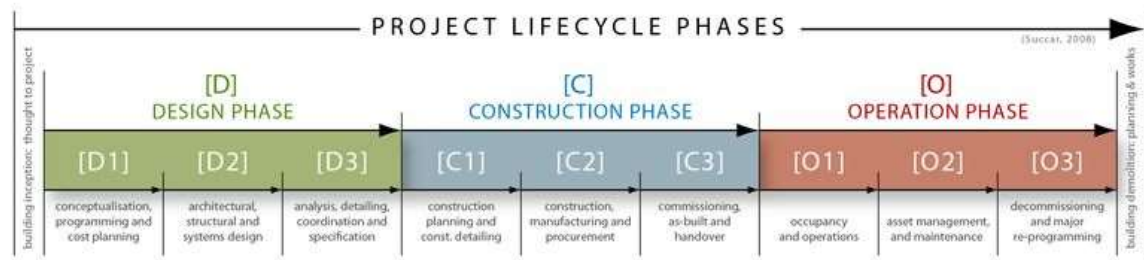 PROJECT LIFECYCLE PHASES
(Succar, 2008)
building inception: thought to project
[D]
DESIGN PHASE
[C]
CONSTRUCTION PHASE
[O]
OPERATION PHASE
[D1]
[D2]
[D3]
[C1]
[C2]
[C3]
[O1]
[O2]
[O3]
conceptualisation,
programming and
cost planning
architectural,
structural and
systems design
analysis, detailing,
coordination and
specification
construction
planning and
const. detailing
construction,
manufacturing and
procurement
commissioning,
as-built and
handover
occupancy
and operations
asset management,
and maintenance
decommissioning
and major
re-programming
building demolition: planning & works